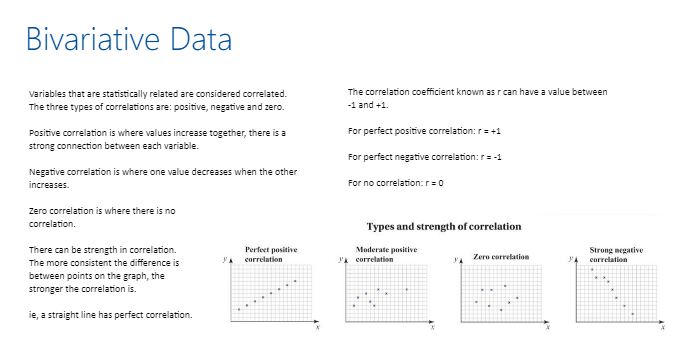 Bivariative Data
Variables that are statistically related are considered correlated.
The three types of correlations are: positive, negative and zero.
Positive correlation is where values increase together, there is a
strong connection between each variable.
Negative correlation is where one value decreases when the other
increases.
Zero correlation is where there is no
correlation.
There can be strength in correlation.
The more consistent the difference is
between points on the graph, the
stronger the correlation is.
ie, a straight line has perfect correlation.
The correlation coefficient known as r can have a value between
-1 and +1.
For perfect positive correlation: r = +1
For perfect negative correlation: r = -1
For no correlation: r = 0
Types and strength of correlation
Perfect positive
correlation
y
x
Moderate positive
correlation
y
x
Zero correlation
y
x
Strong negative
correlation
y
x